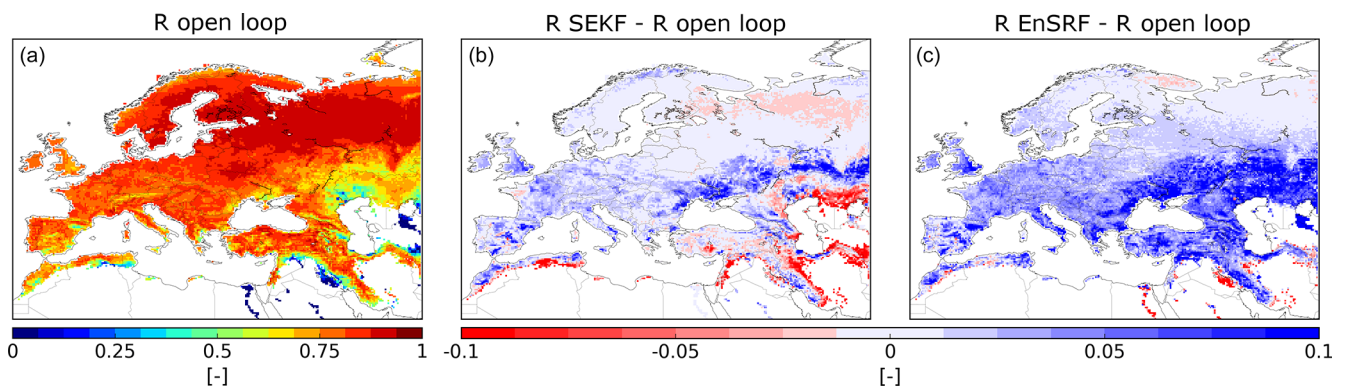 R open loop
R SEKF - R open loop
R EnSRF - R open loop
(a)
(b)
(c)
0 0.25 0.5 0.75 1
-0.1 -0.05 0 0.05 0.1
[-]
[-]